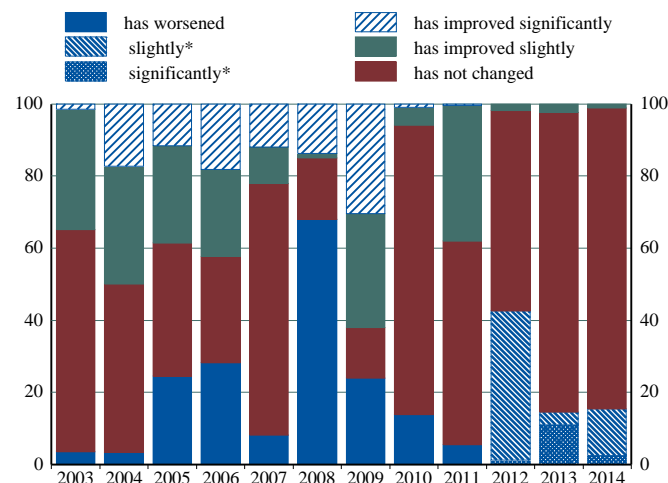 has worsened
has improved significantly
slightly*
has improved slightly
significantly*
has not changed
100 100
80 80
60 60
40 40
20 20
0 0
2003 2004 2005 2006 2007 2008 2009 2010 2011 2012 2013 2014